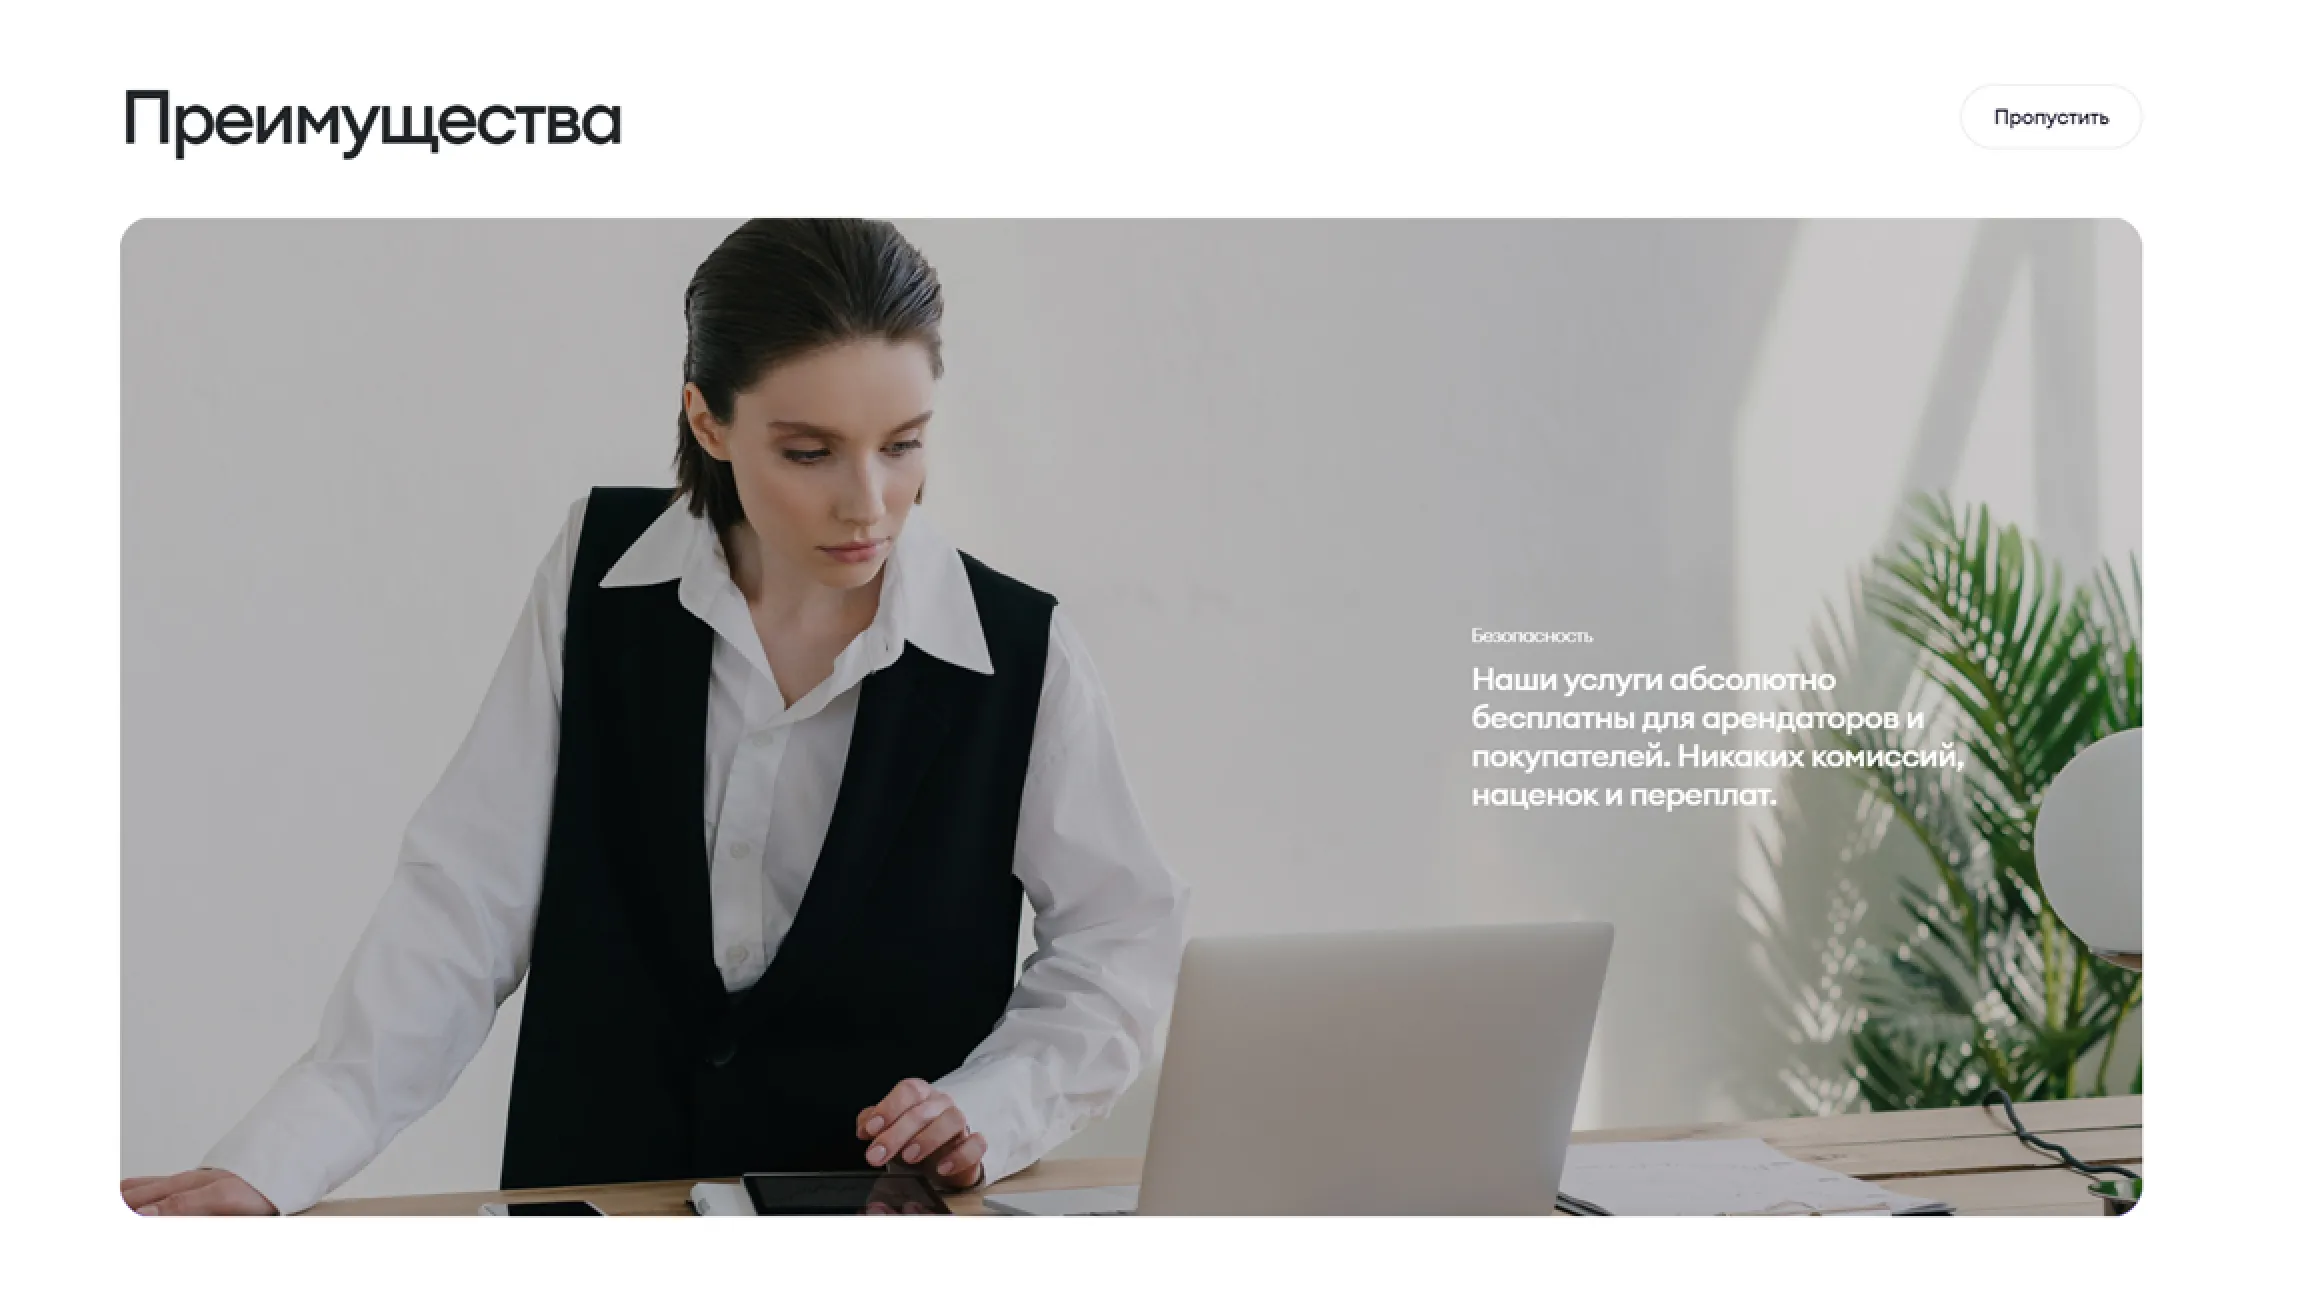 Преимущества
Пропустить
Безопасность
Наши услуги абсолютно
бесплатны для арендаторов и
покупателей. Никаких комиссий,
наценок и переплат.